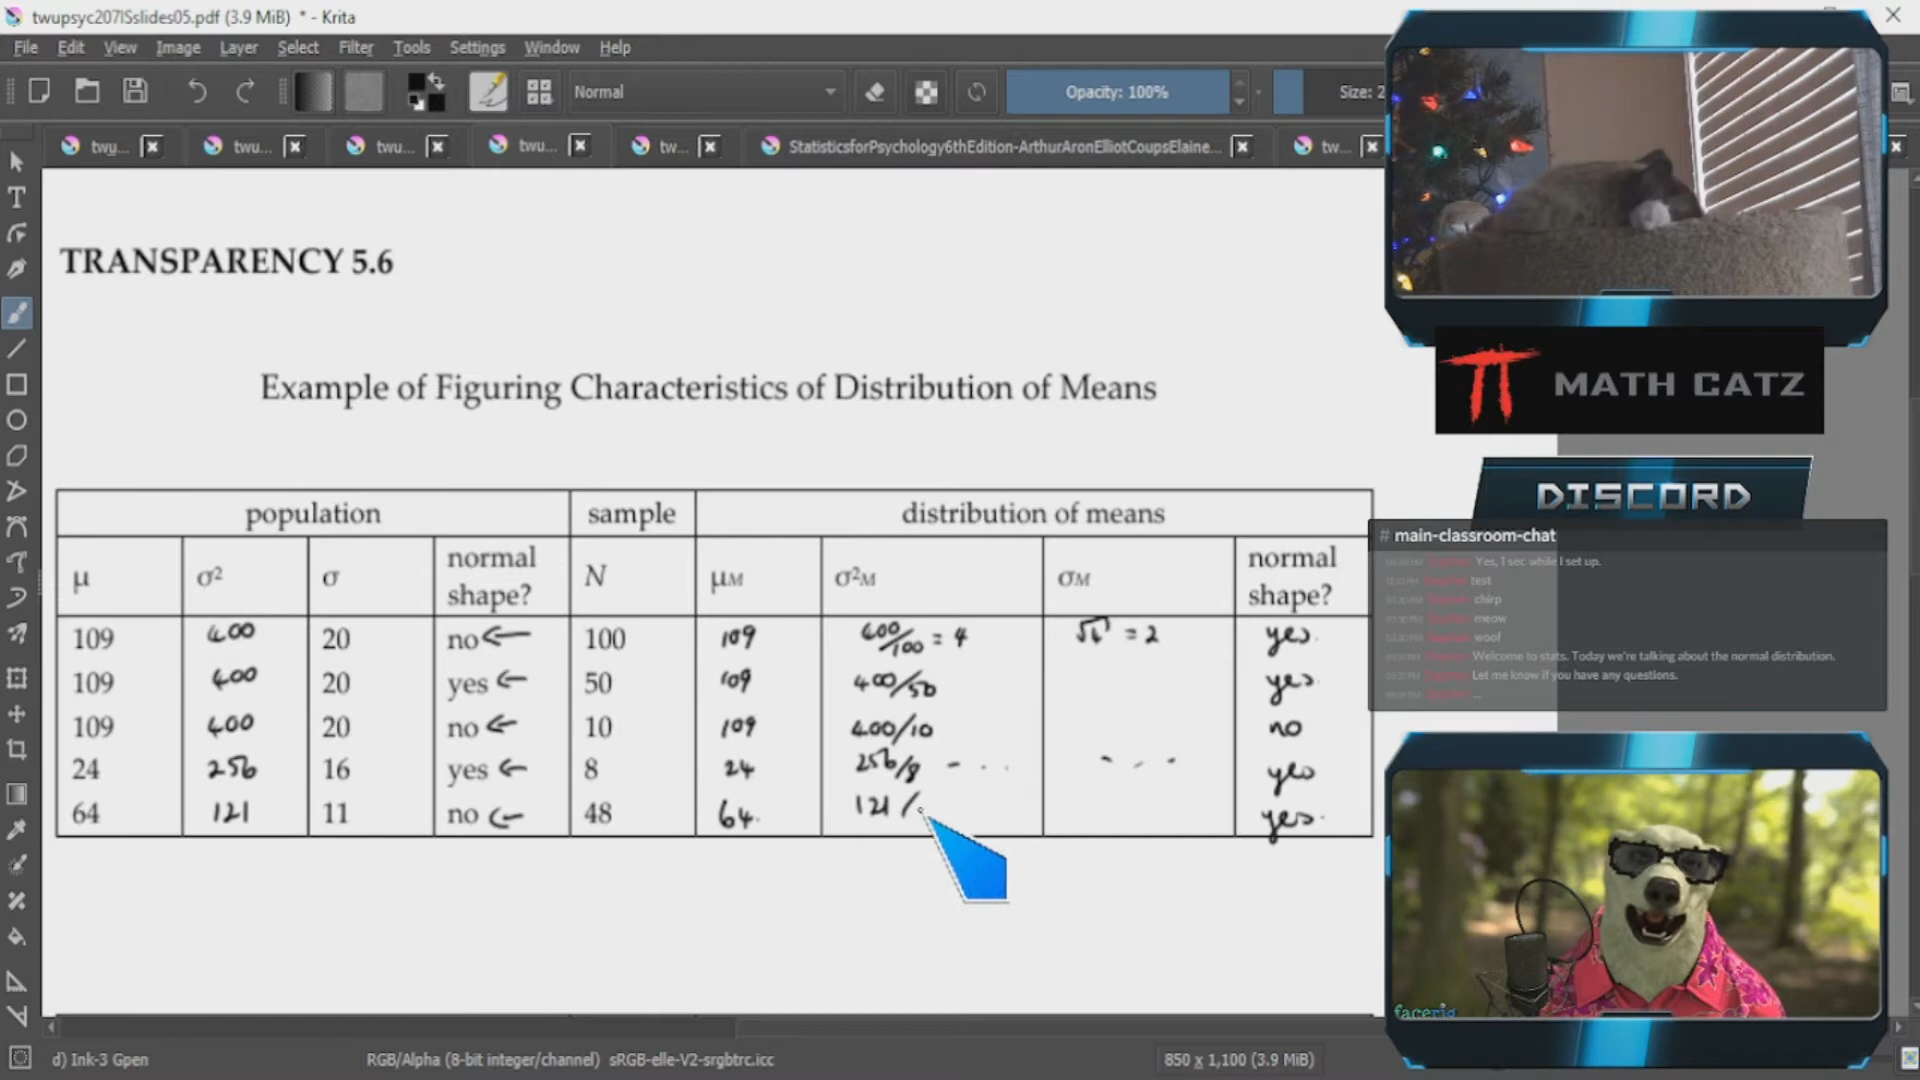 twupsyc207ISslides05.pdf (3.9 MiB) * - Krita
File Edit View Image Layer Select Filter Tools Settings Window Help
Normal Opacity: 100% Size: 2
twu... twu... twu... twu... tw... StatisticsforPsychology6thEdition-ArthurAronElliotCoupsElaine... tw...
TRANSPARENCY 5.6
Example of Figuring Characteristics of Distribution of Means
population sample distribution of means
μ σ² σ normal shape? N μM σ²M σM normal shape?
109 400 20 no← 100 109 400/100 = 4 √4 = 2 yes.
109 400 20 yes← 50 109 400/50 yes.
109 400 20 no← 10 109 400/10 no
24 256 16 yes← 8 24 256/8 - . . . - . - yes
64 121 11 no← 48 64. 121/ yes.
MATH CATZ
DISCORD
# main-classroom-chat
Yes, 1 sec while I set up.
test
chirp
meow
woof
Welcome to stats. Today we're talking about the normal distribution.
Let me know if you have any questions.
...
facerig
d) Ink-3 Gpen RGB/Alpha (8-bit integer/channel) sRGB-elle-V2-srgbtrc.icc 850 x 1,100 (3.9 MiB)